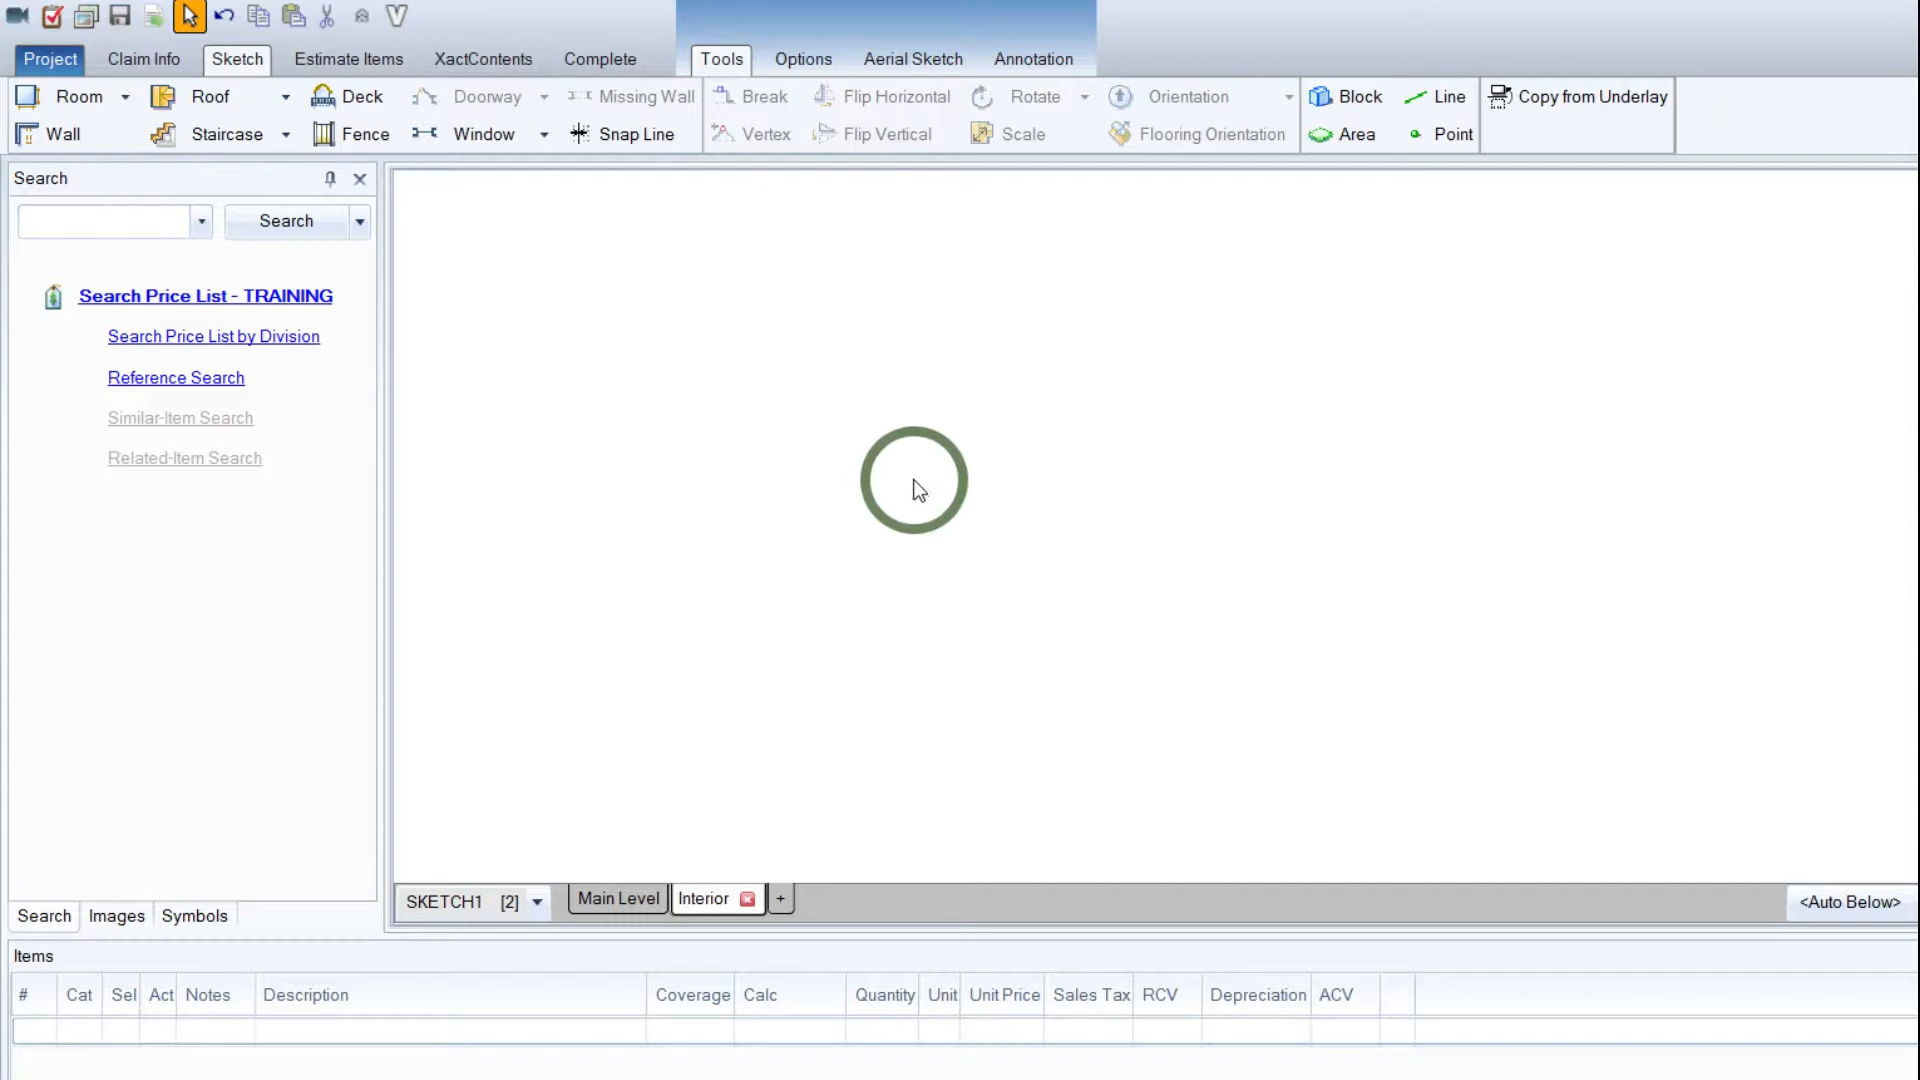 Project Claim Info Sketch Estimate Items XactContents Complete Tools Options Aerial Sketch Annotation
Room Roof Deck Doorway Missing Wall Break Flip Horizontal Rotate Orientation Block Line Copy from Underlay
Wall Staircase Fence Window Snap Line Vertex Flip Vertical Scale Flooring Orientation Area Point
Search
Search
Search Price List - TRAINING
Search Price List by Division
Reference Search
Similar-Item Search
Related-Item Search
SKETCH1 [2] Main Level Interior + <Auto Below>
Search Images Symbols
Items
# Cat Sel Act Notes Description Coverage Calc Quantity Unit Unit Price Sales Tax RCV Depreciation ACV